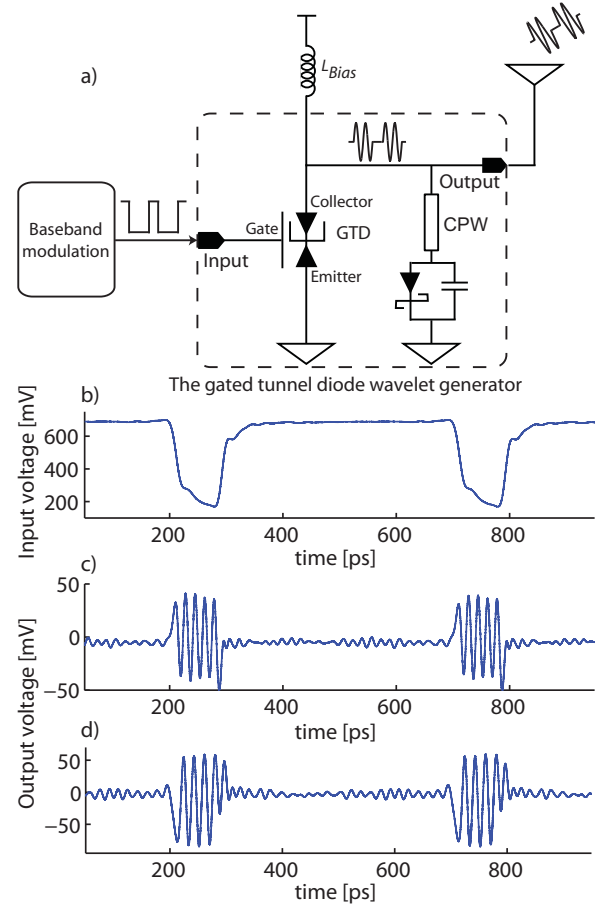 a)
L_Bias
Baseband
modulation
Input
Gate
Collector
GTD
Emitter
Output
CPW
The gated tunnel diode wavelet generator
b)
Input voltage [mV]
600
400
200
200 400 600 800
time [ps]
c)
Output voltage [mV]
50
0
−50
200 400 600 800
time [ps]
d)
50
0
−50
200 400 600 800
time [ps]